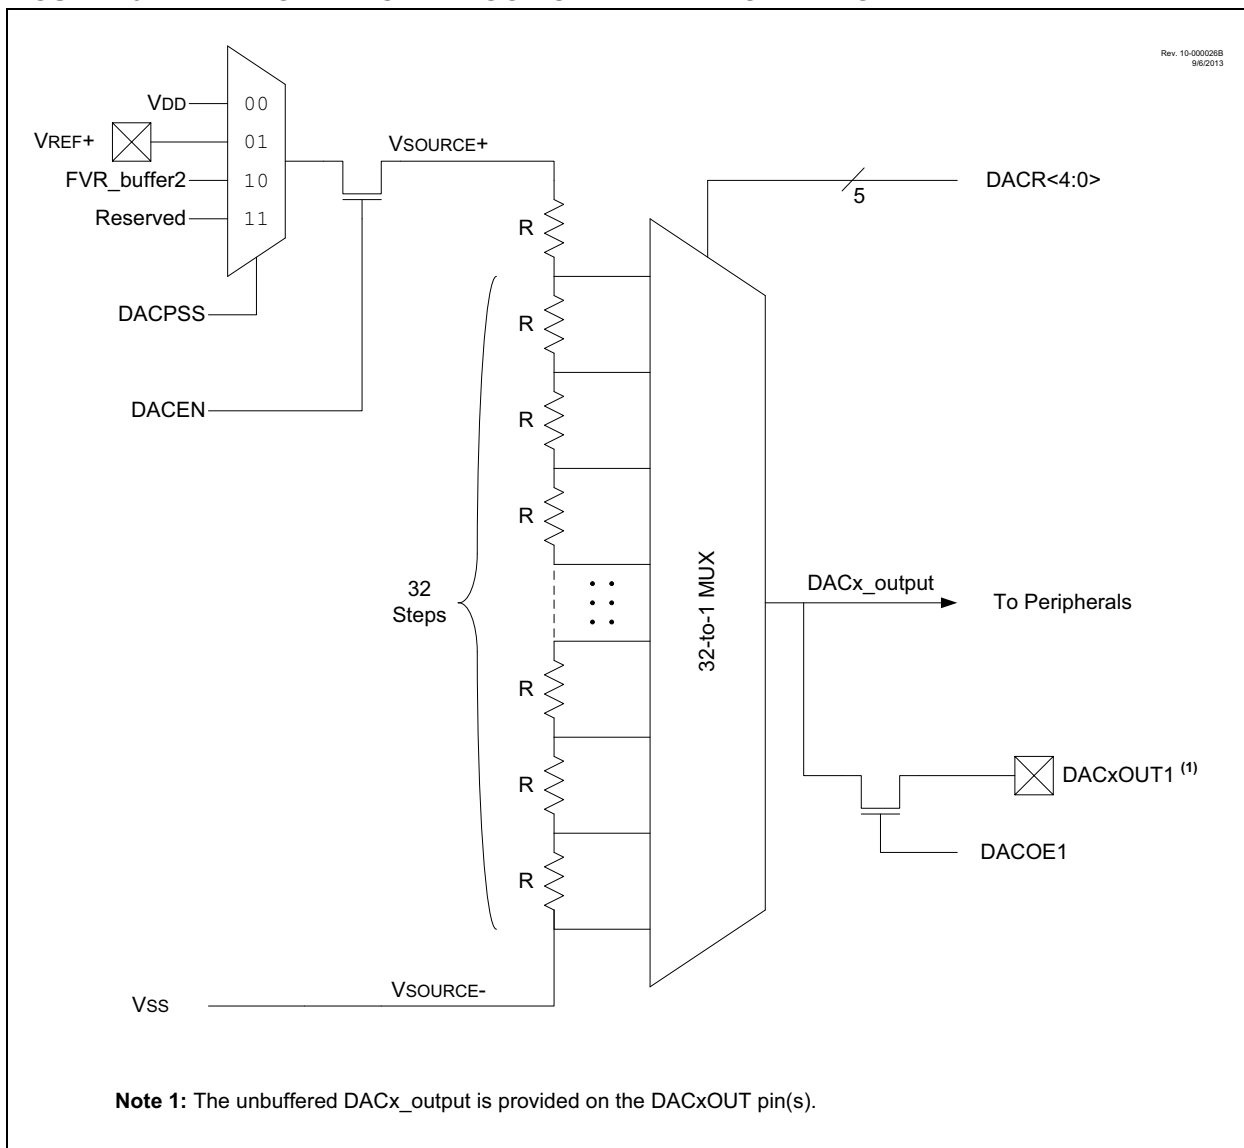 Rev. 10-000026B
9/6/2013
VDD
00
VREF+
01
VSOURCE+
FVR_buffer2
10
DACR<4:0>
5
Reserved
11
R
DACPSS
R
DACEN
R
R
32
Steps
32-to-1 MUX
DACx_output
To Peripherals
R
R
DACxOUT1 (1)
DACOE1
R
VSOURCE-
VSS
Note 1: The unbuffered DACx_output is provided on the DACxOUT pin(s).